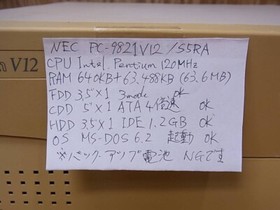 NEC PC-9821V12/S5RA
CPU Intel Pentium 120MHz
RAM 640KB+63,488KB (63.6MB)
FDD 3.5"×1 3mode OK
CDD 5"×1 ATA 4倍速 OK
HDD 3.5×1 IDE 1.2GB OK
OS MS-DOS 6.2 起動 OK
※バックアップ電池 NGです
V12